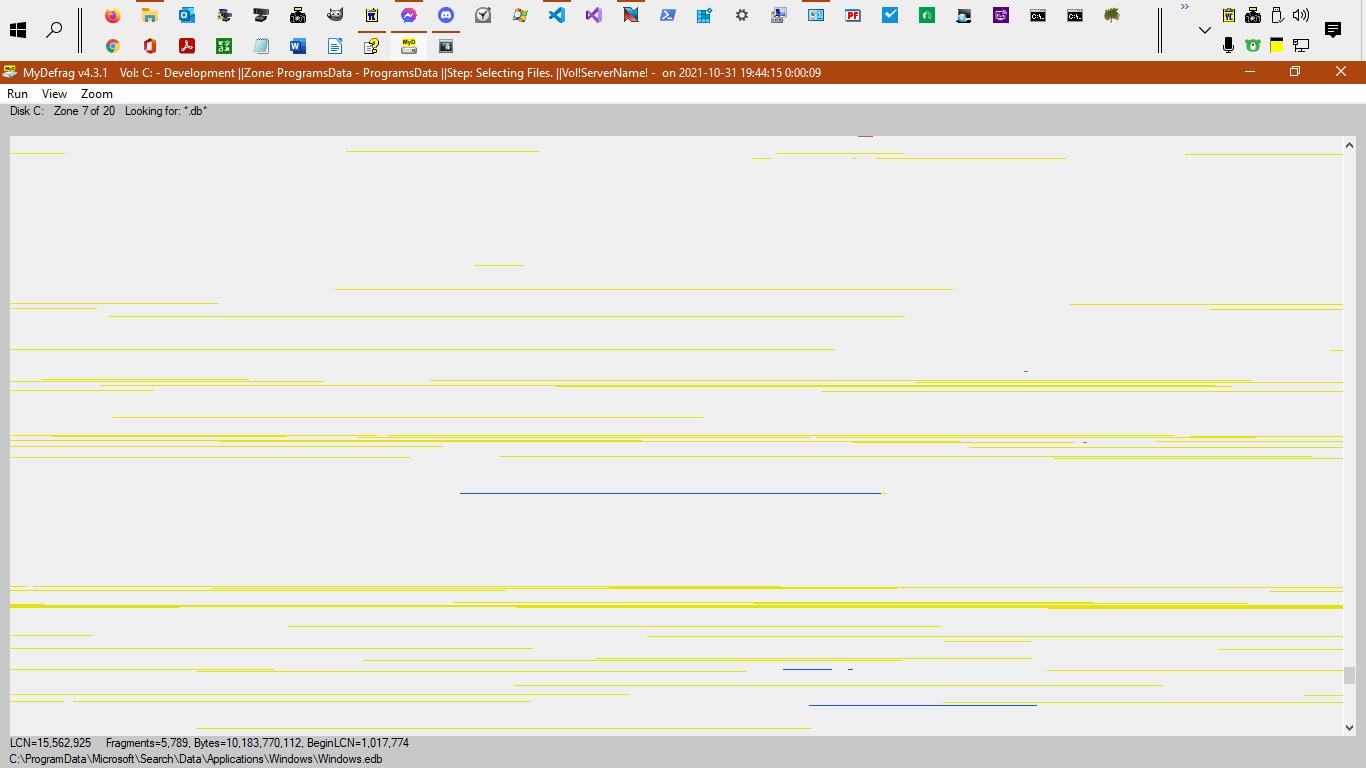 MyDefrag v4.3.1    Vol: C: - Development ||Zone: ProgramsData - ProgramsData ||Step: Selecting Files. ||Vol!ServerName! -  on 2021-10-31 19:44:15 0:00:09
Run View Zoom
Disk C:    Zone 7 of 20    Looking for: *.db*
LCN=15,562,925    Fragments=5,789, Bytes=10,183,770,112, BeginLCN=1,017,774
C:\ProgramData\Microsoft\Search\Data\Applications\Windows\Windows.edb